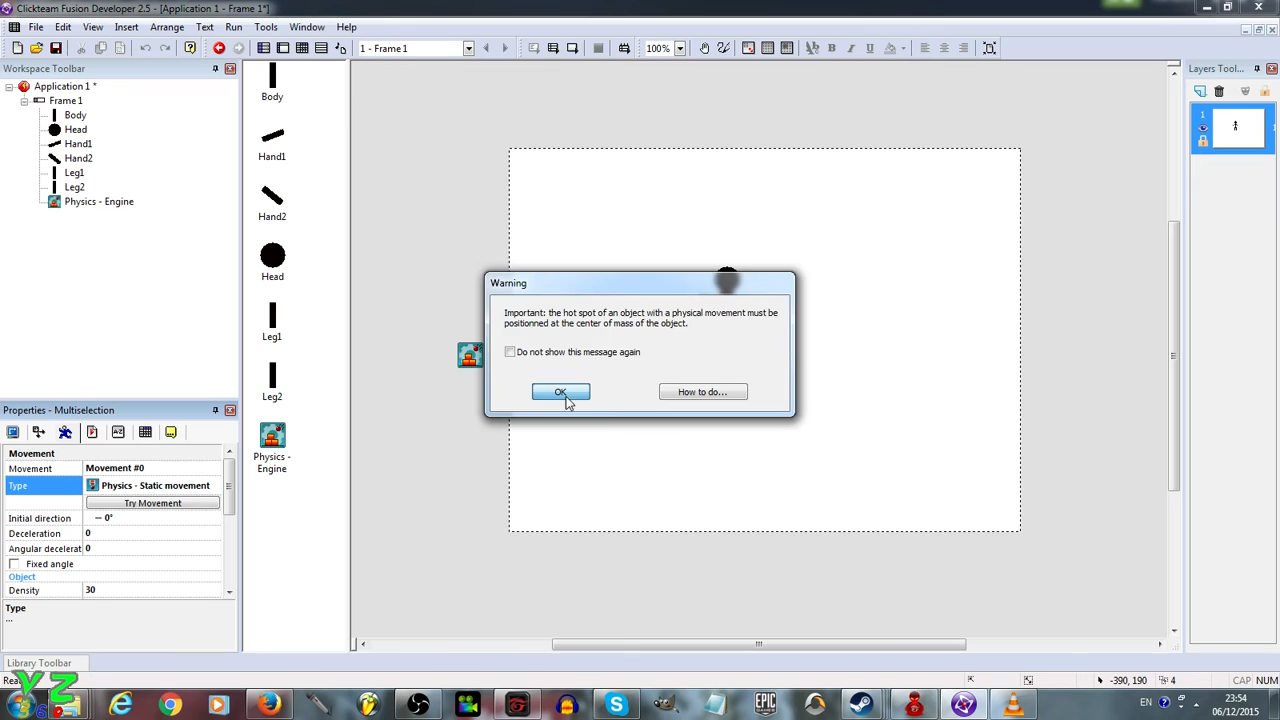 Clickteam Fusion Developer 2.5 - [Application 1 - Frame 1*]
File Edit View Insert Arrange Text Run Tools Window Help
1 - Frame 1
100%
Workspace Toolbar
Application 1 *
Frame 1
Body
Head
Hand1
Hand2
Leg1
Leg2
Physics - Engine
Body
Hand1
Hand2
Head
Leg1
Leg2
Physics -
Engine
Layers Tool...
1
Warning
Important: the hot spot of an object with a physical movement must be
positionned at the center of mass of the object.
Do not show this message again
OK
How to do...
Properties - Multiselection
Movement
Movement Movement #0
Type Physics - Static movement
Try Movement
Initial direction 0°
Deceleration 0
Angular decelerat 0
Fixed angle
Object
Density 30
Type
...
Library Toolbar
YZ
-390, 190
4
CAP NUM
EPIC
GAMES
EN
23:54
06/12/2015